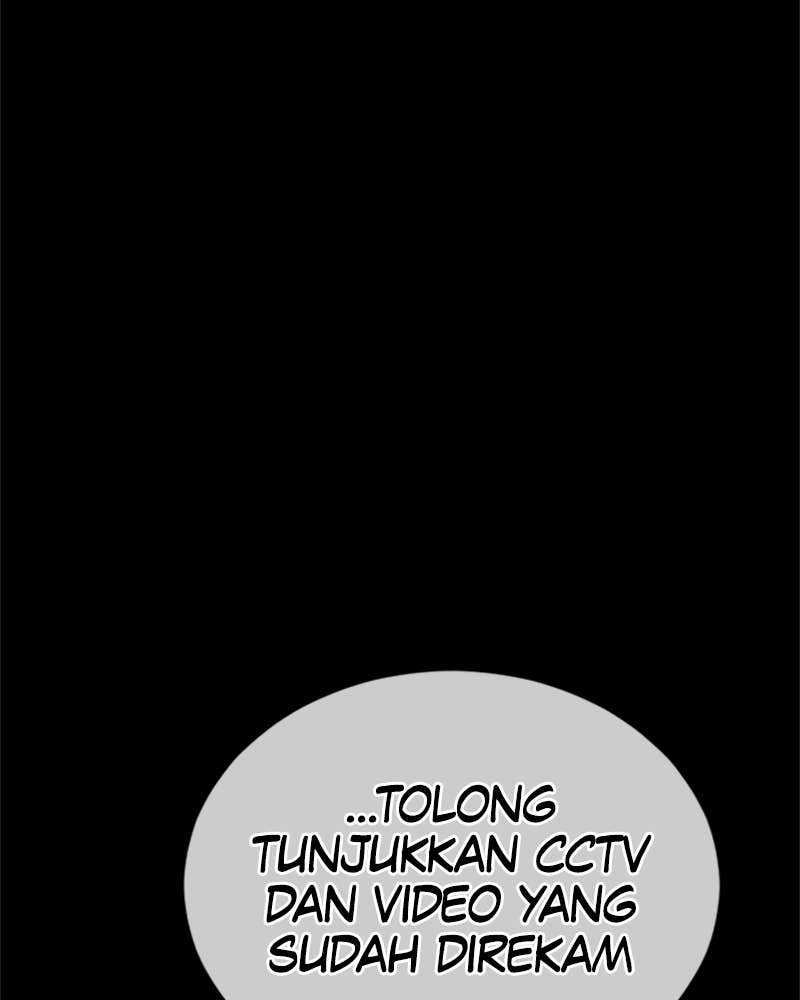 ...TOLONG
TUNJUKKAN CCTV
DAN VIDEO YANG
SUDAH DIREKAM